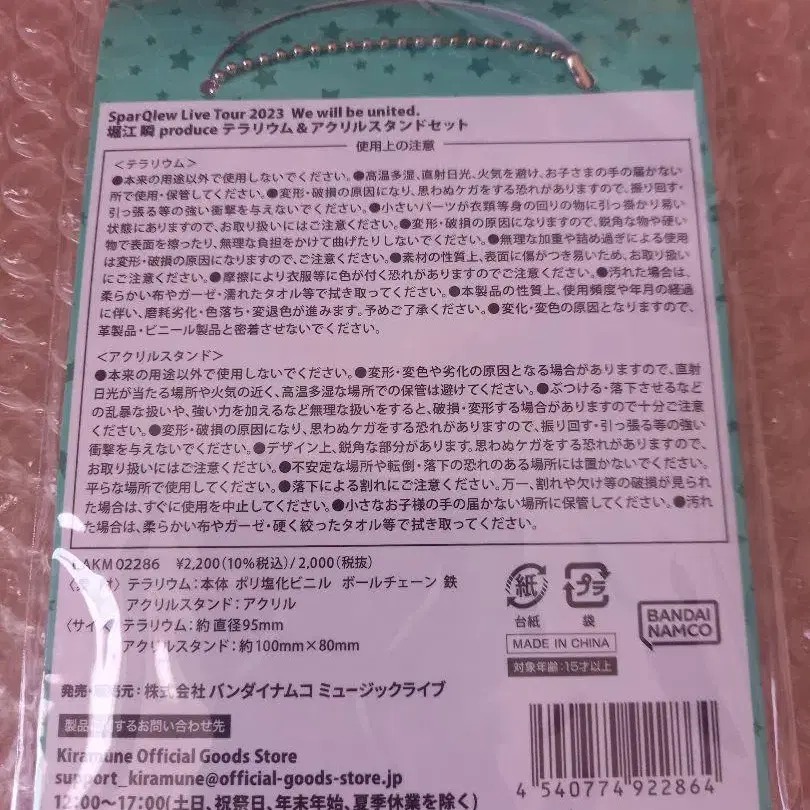 SparQlew Live Tour 2023 We will be united.
堀江 瞬 produce テラリウム&アクリルスタンドセット
使用上の注意
<テラリウム>
●本来の用途以外で使用しないでください。●高温多湿、直射日光、火気を避け、お子さまの手の届かない
所で使用・保管してください。●変形・破損の原因になり、思わぬケガをする恐れがありますので、振り回す・
引っ張る等の強い衝撃を与えないでください。●小さいパーツが衣類等身の回りの物に引っ掛かり易い
状態にありますので、お取り扱いにはご注意ください。●変形・破損の原因になりますので、鋭角な物や硬い
物で表面を擦ったり、無理な負担をかけて曲げたりしないでください。●無理な加重や詰め過ぎによる使用
は変形・破損の原因になりますので、ご注意ください。●素材の性質上、表面に傷がつき易いため、お取り扱い
にご注意ください。●摩擦により衣服等に色が付く恐れがありますのでご注意ください。●汚れた場合は、
柔らかい布やガーゼ・濡れたタオル等で拭き取ってください。●本製品の性質上、使用頻度や年月の経過
に伴い、磨耗劣化・色落ち・変退色が進みます。予めご了承ください。●変化・変色の原因となりますので、
革製品・ビニール製品と密着させないでください。
<アクリルスタンド>
●本来の用途以外で使用しないでください。●変形・変色や劣化の原因となる場合がありますので、直射
日光が当たる場所や火気の近く、高温多湿な場所での保管は避けてください。●ぶつける・落下させるなど
の乱暴な扱いや、強い力を加えるなど無理な扱いをすると、破損・変形する場合がありますので十分ご注意
ください。●変形・破損の原因になり、思わぬケガをする恐れがありますので、振り回す・引っ張る等の強い
衝撃を与えないでください。●デザイン上、鋭角な部分があります。思わぬケガをする恐れがありますので、
お取り扱いにはご注意ください。●不安定な場所や転倒・落下の恐れのある場所には置かないでください。
平らな場所で使用してください。●落下による割れにご注意ください。万一、割れや欠け等の破損が見られ
た場合は、すぐに使用を中止してください。●小さなお子様の手の届かない場所に保管してください。●汚れ
た場合は、柔らかい布やガーゼ・硬く絞ったタオル等で拭き取ってください。
AKM 02286 ¥2,200(10%税込)/2,000(税抜)
テラリウム:本体 ポリ塩化ビニル ボールチェーン 鉄
アクリルスタンド:アクリル
<サイズ テラリウム:約 直径95mm
アクリルスタンド:約100mm×80mm
紙 プラ
台紙 袋
MADE IN CHINA
対象年齢:15才以上
BANDAI
NAMCO
発売・ 元:株式会社 バンダイナムコ ミュージックライブ
製品に関するお問い合わせ先
Kiramune Official Goods Store
support_kiramune@official-goods-store.jp
12:00~17:00(土日、祝祭日、年末年始、夏季休業を除く)
4 540774 922864